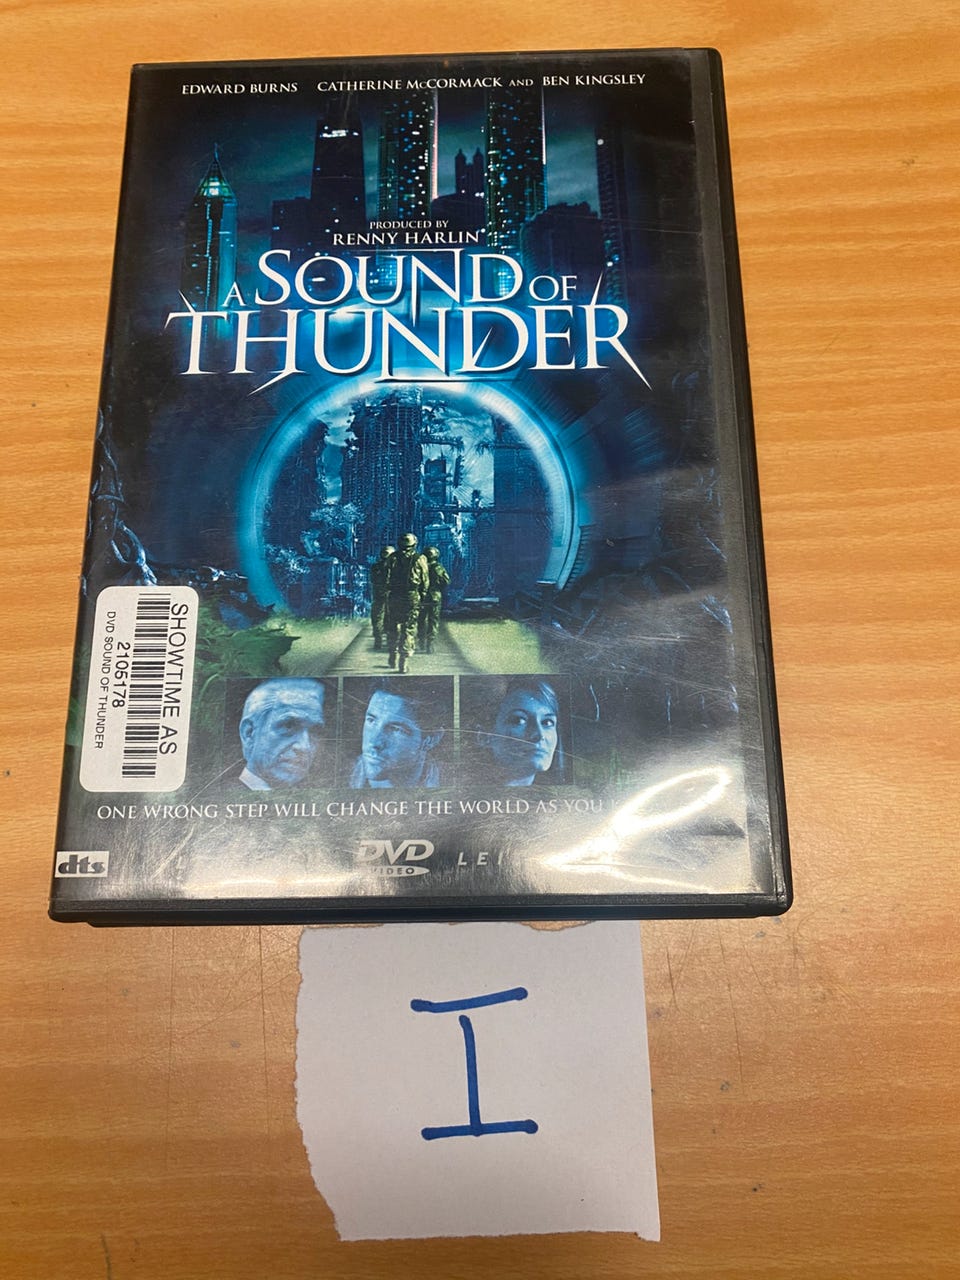 EDWARD BURNS CATHERINE McCORMACK AND BEN KINGSLEY
PRODUCED BY
RENNY HARLIN
A SOUND OF
THUNDER
SHOWTIME AS
2105178
DVD SOUND OF THUNDER
ONE WRONG STEP WILL CHANGE THE WORLD AS YOU
dts
DVD
VIDEO
I